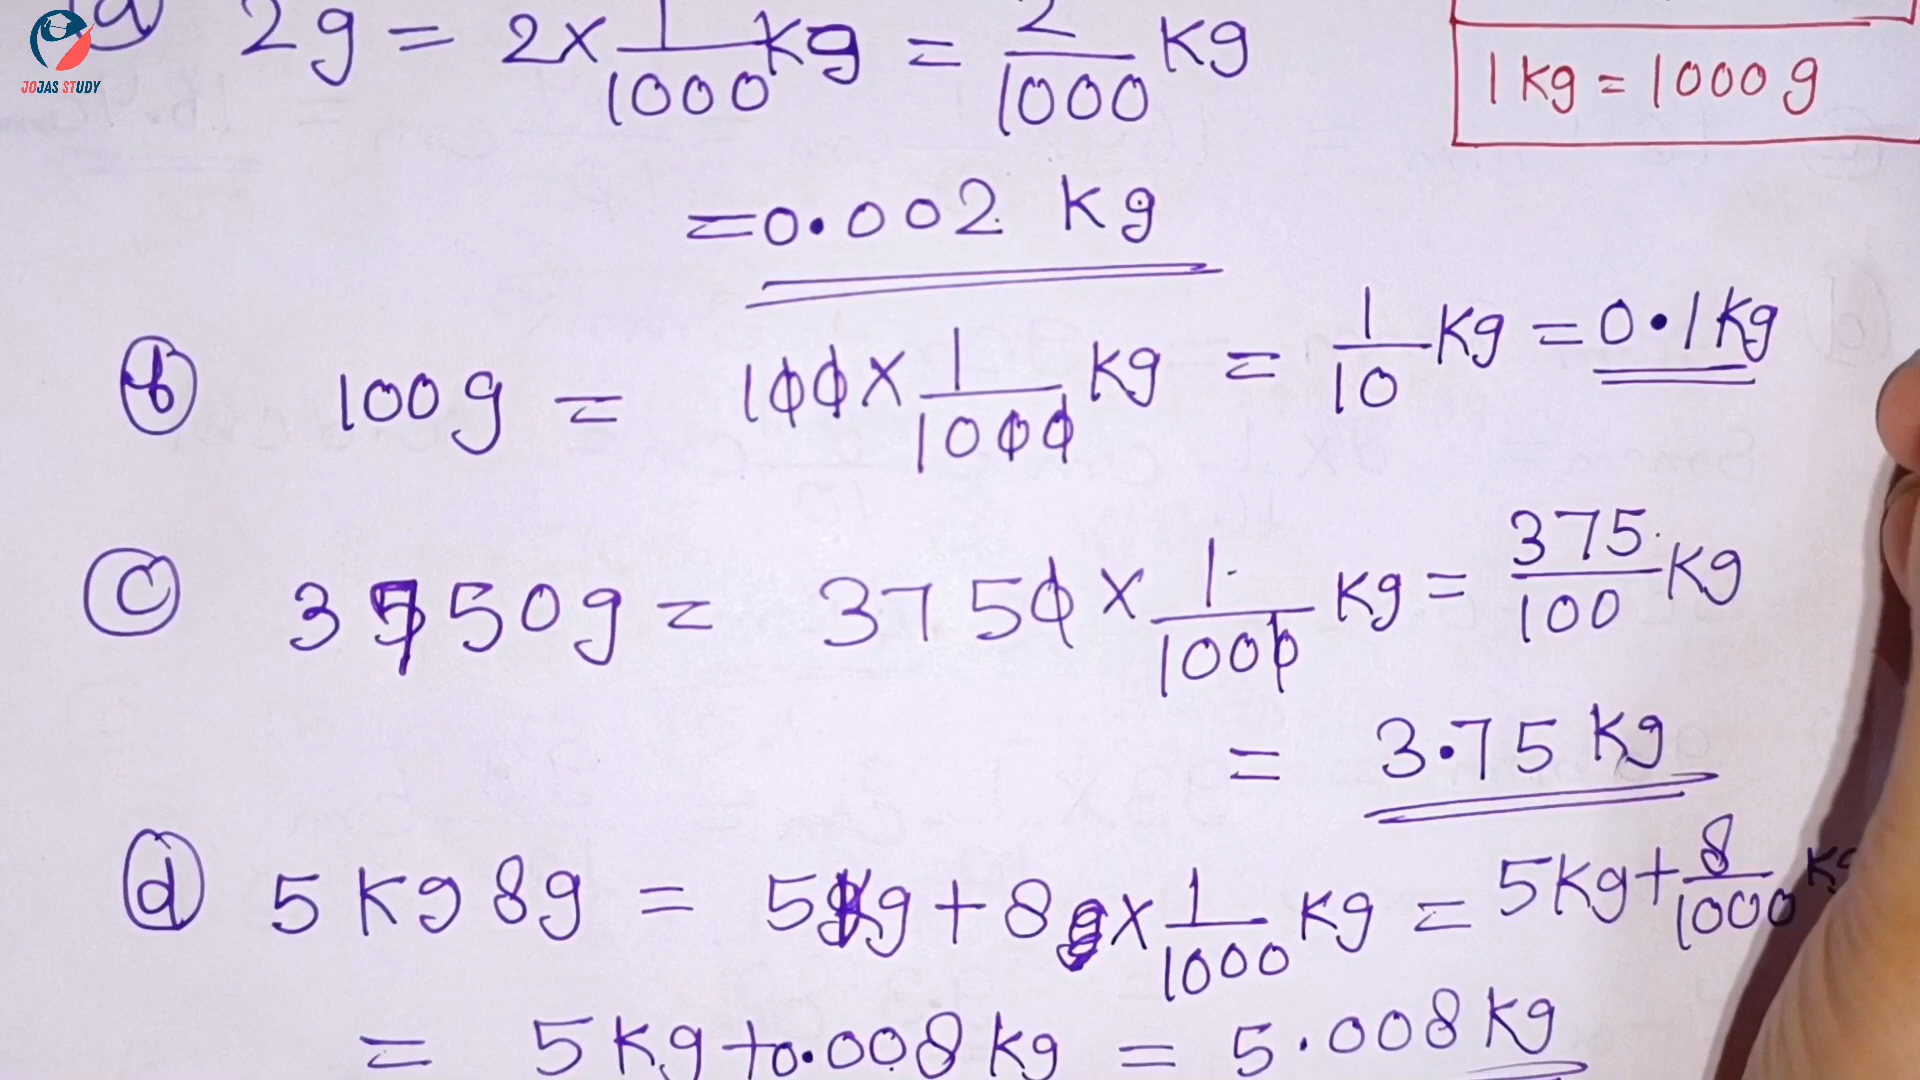 JOJAS STUDY
a 2g = 2 × 1/1000 kg = 2/1000 kg
1 kg = 1000 g
= 0.002 kg
b 100g = 100 × 1/1000 kg = 1/10 kg = 0.1 kg
c 3750g = 3750 × 1/1000 kg = 375/100 kg
= 3.75 kg
d 5 kg 8g = 5kg + 8 × 1/1000 kg = 5kg + 8/1000 kg
= 5 kg + 0.008 kg = 5.008 kg